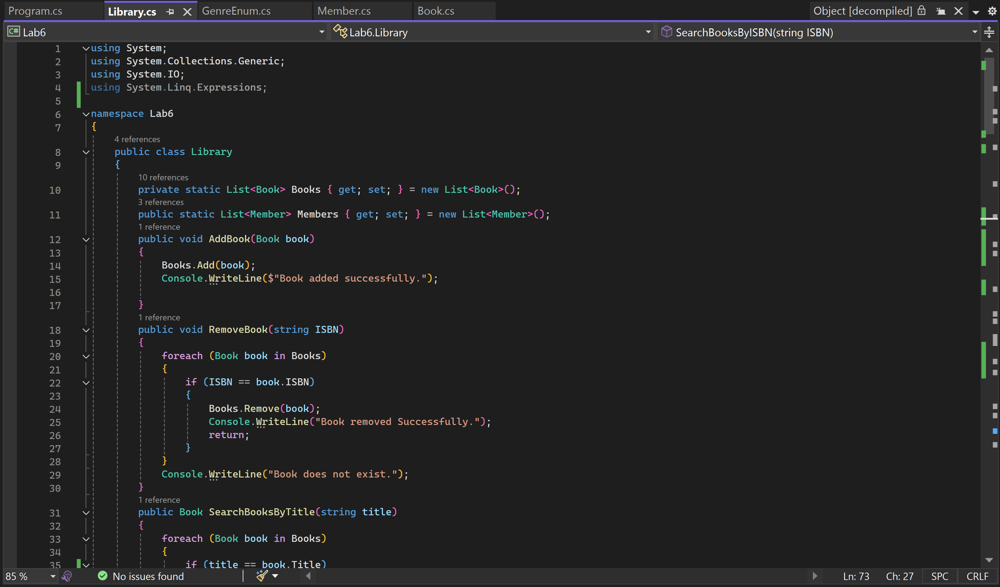 Program.cs Library.cs GenreEnum.cs Member.cs Book.cs Object [decompiled]
C# Lab6 Lab6.Library SearchBooksByISBN(string ISBN)
1 using System;
2 using System.Collections.Generic;
3 using System.IO;
4 using System.Linq.Expressions;
5
6 namespace Lab6
7 {
4 references
8 public class Library
9 {
10 references
10 private static List<Book> Books { get; set; } = new List<Book>();
3 references
11 public static List<Member> Members { get; set; } = new List<Member>();
1 reference
12 public void AddBook(Book book)
13 {
14 Books.Add(book);
15 Console.WriteLine($"Book added successfully.");
16
17 }
1 reference
18 public void RemoveBook(string ISBN)
19 {
20 foreach (Book book in Books)
21 {
22 if (ISBN == book.ISBN)
23 {
24 Books.Remove(book);
25 Console.WriteLine("Book removed Successfully.");
26 return;
27 }
28 }
29 Console.WriteLine("Book does not exist.");
30 }
1 reference
31 public Book SearchBooksByTitle(string title)
32 {
33 foreach (Book book in Books)
34 {
35 if (title == book.Title)
85 % No issues found Ln: 73 Ch: 27 SPC CRLF